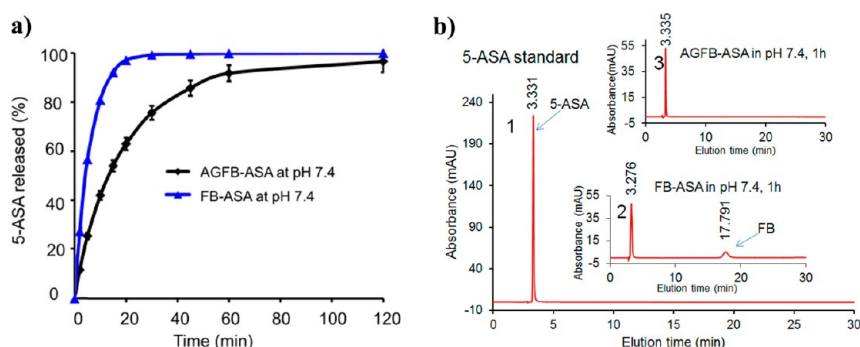 a)
5-ASA released (%)
100
80
60
40
20
0
AGFB-ASA at pH 7.4
FB-ASA at pH 7.4
0 20 40 60 80 100 120
Time (min)
b)
5-ASA standard
Absorbance (mAU)
240
190
140
90
40
-10
1
3.331
5-ASA
0 5 10 15 20 25 30
Elution time (min)
Absorbance(mAU)
55
35
15
-5
3
3.335
AGFB-ASA in pH 7.4, 1h
0 10 20 30
Elution time (min)
Absorbance (mAU)
55
35
15
-5
2
3.276
FB-ASA in pH 7.4, 1h
17.791
FB
0 10 20 30
Elution time (min)